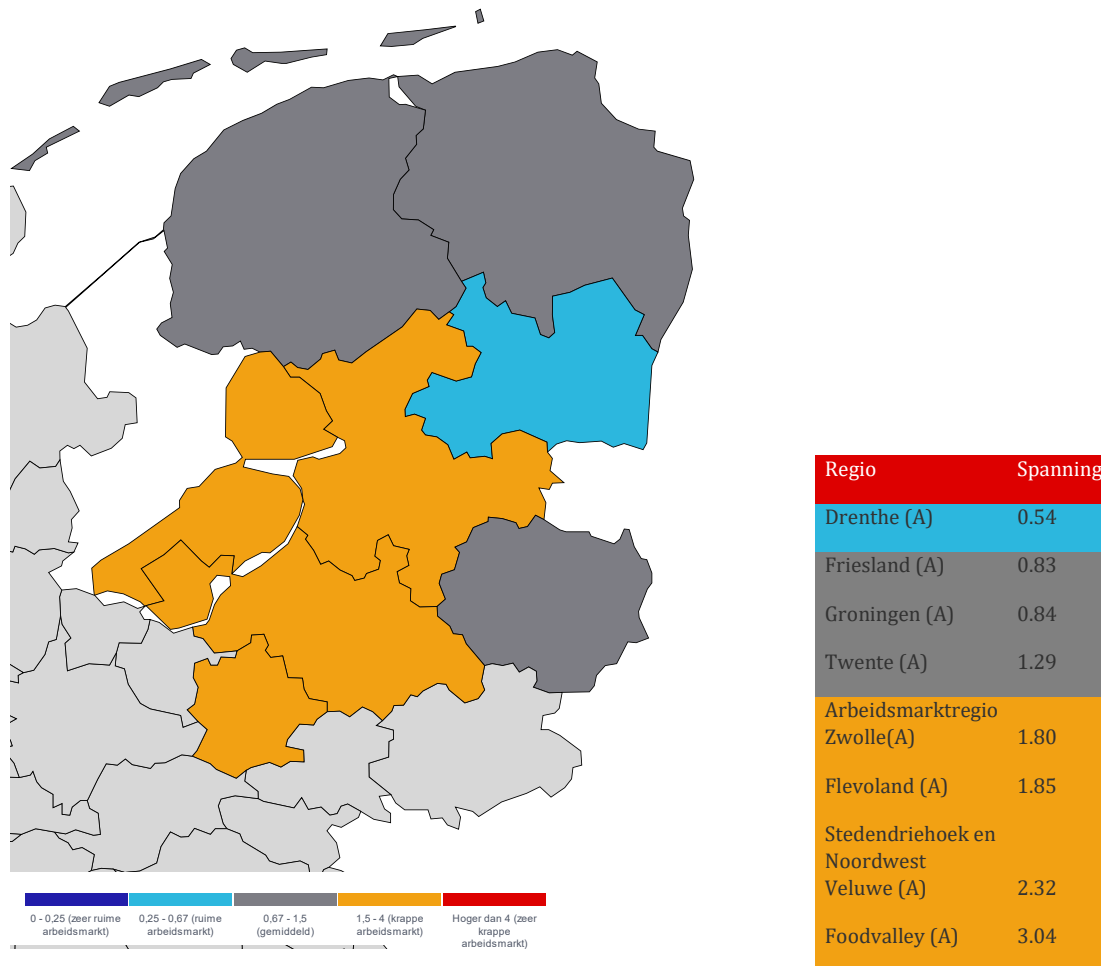 Regio Spanning
Drenthe (A) 0.54
Friesland (A) 0.83
Groningen (A) 0.84
Twente (A) 1.29
Arbeidsmarktregio
Zwolle(A) 1.80
Flevoland (A) 1.85
Stedendriehoek en
Noordwest
Veluwe (A) 2.32
Foodvalley (A) 3.04
0 - 0,25 (zeer ruime
arbeidsmarkt)
0,25 - 0,67 (ruime
arbeidsmarkt)
0,67 - 1,5
(gemiddeld)
1,5 - 4 (krappe
arbeidsmarkt)
Hoger dan 4 (zeer
krappe
arbeidsmarkt)